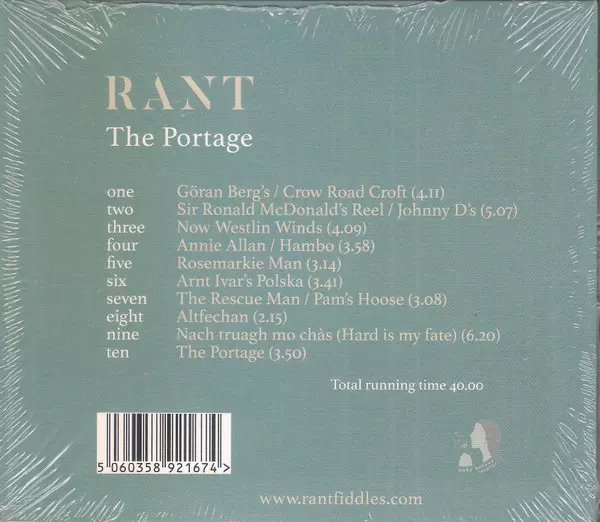 RANT
The Portage
one Göran Berg's / Crow Road Croft (4.11)
two Sir Ronald McDonald's Reel / Johnny D's (5.07)
three Now Westlin Winds (4.09)
four Annie Allan / Hambo (3.58)
five Rosemarkie Man (3.14)
six Arnt Ivar's Polska (3.41)
seven The Rescue Man / Pam's Hoose (3.08)
eight Altfechan (2.15)
nine Nach truagh mo chàs (Hard is my fate) (6.20)
ten The Portage (3.50)
Total running time 40.00
5 060358 921674 >
www.rantfiddles.com